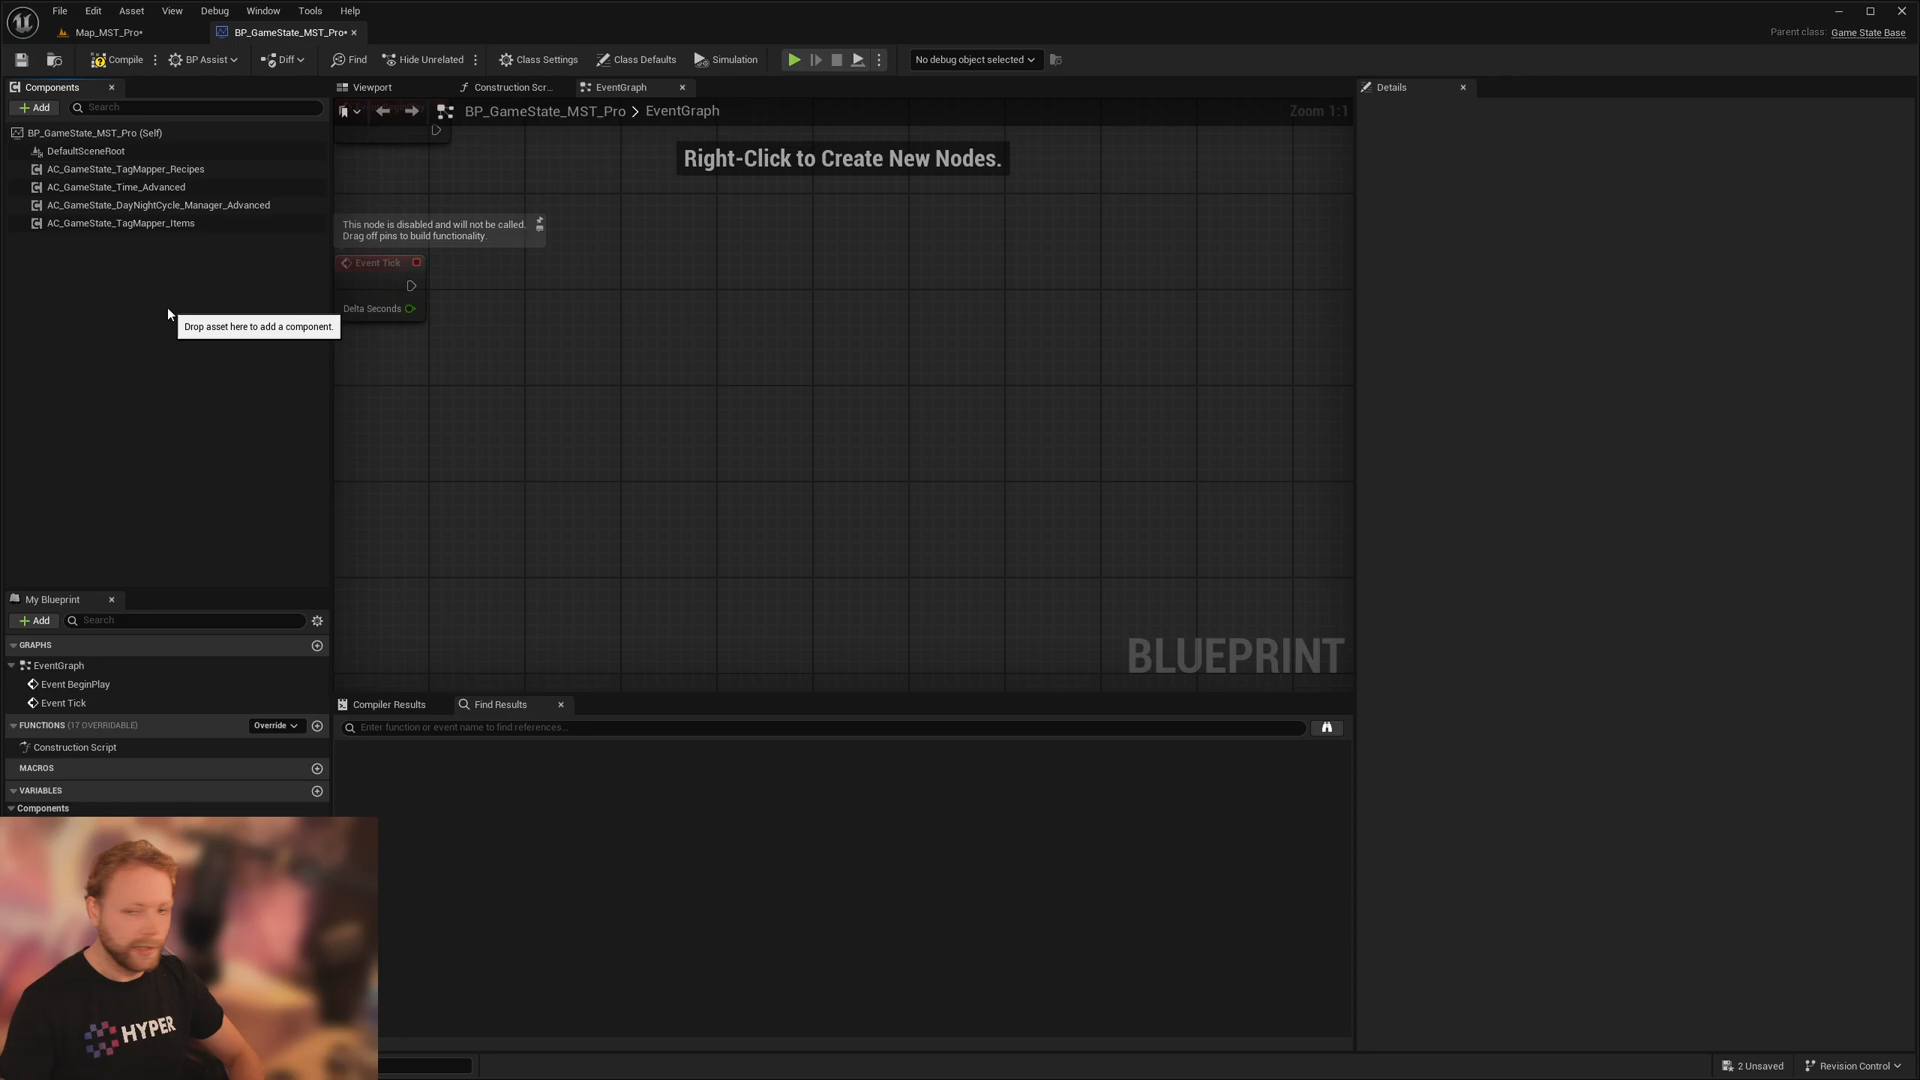 File Edit Asset View Debug Window Tools Help
Map_MST_Pro*
BP_GameState_MST_Pro*
Parent class: Game State Base
Compile
BP Assist
Diff
Find
Hide Unrelated
Class Settings
Class Defaults
Simulation
No debug object selected
Components
Viewport
Construction Scr...
EventGraph
Details
Add
Search
BP_GameState_MST_Pro > EventGraph
Zoom 1:1
BP_GameState_MST_Pro (Self)
DefaultSceneRoot
AC_GameState_TagMapper_Recipes
AC_GameState_Time_Advanced
AC_GameState_DayNightCycle_Manager_Advanced
AC_GameState_TagMapper_Items
Right-Click to Create New Nodes.
This node is disabled and will not be called.
Drag off pins to build functionality.
Event Tick
Delta Seconds
Drop asset here to add a component.
BLUEPRINT
My Blueprint
Add
Search
GRAPHS
EventGraph
Event BeginPlay
Event Tick
FUNCTIONS (17 OVERRIDABLE)
Override
Construction Script
MACROS
VARIABLES
Components
Compiler Results
Find Results
Enter function or event name to find references...
HYPER
2 Unsaved
Revision Control